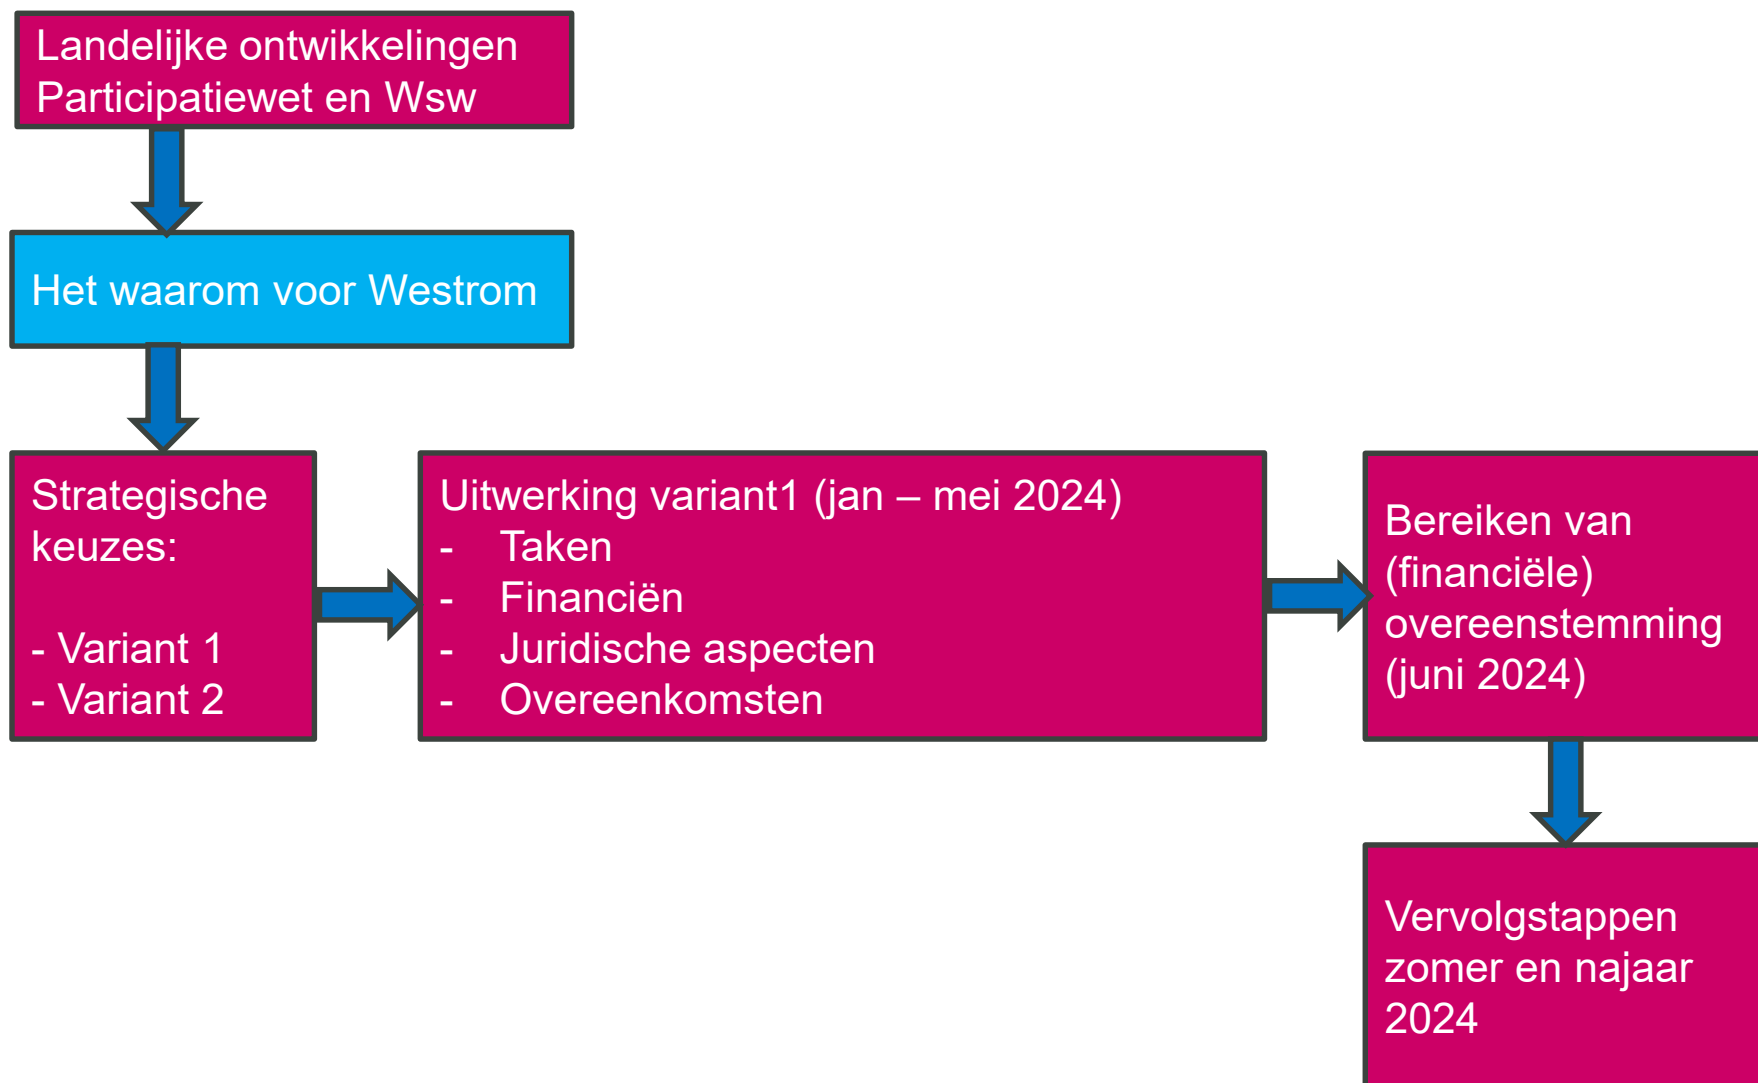 Landelijke ontwikkelingen
Participatiewet en Wsw
Het waarom voor Westrom
Strategische
keuzes:
- Variant 1
- Variant 2
Uitwerking variant1 (jan – mei 2024)
- Taken
- Financiën
- Juridische aspecten
- Overeenkomsten
Bereiken van
(financiële)
overeenstemming
(juni 2024)
Vervolgstappen
zomer en najaar
2024